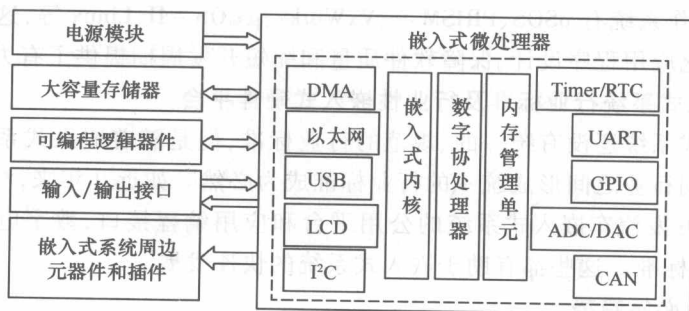 电源模块
大容量存储器
可编程逻辑器件
输入/输出接口
嵌入式系统周边
元器件和插件
嵌入式微处理器
DMA
以太网
USB
LCD
I²C
嵌入式内核
数字协处理器
内存管理单元
Timer/RTC
UART
GPIO
ADC/DAC
CAN